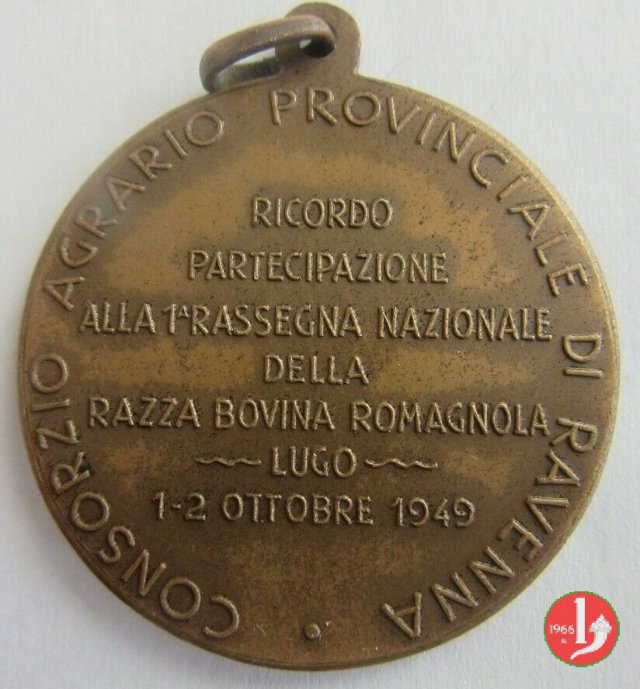 CONSORZIO AGRARIO PROVINCIALE DI RAVENNA
RICORDO
PARTECIPAZIONE
ALLA 1ᴬ RASSEGNA NAZIONALE
DELLA
RAZZA BOVINA ROMAGNOLA
LUGO
1-2 OTTOBRE 1949
1966